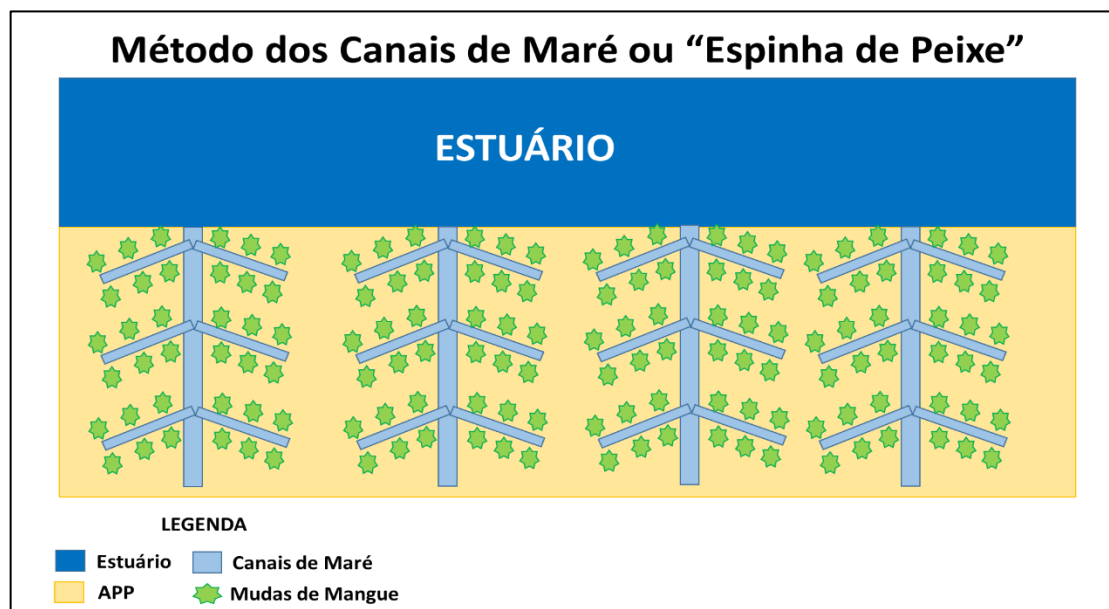 Método dos Canais de Maré ou “Espinha de Peixe”
ESTUÁRIO
LEGENDA
Estuário
Canais de Maré
APP
Mudas de Mangue